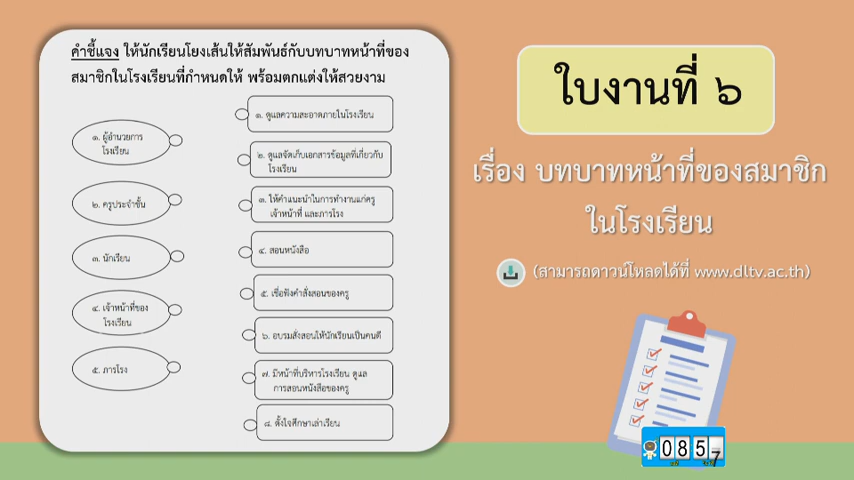 คำชี้แจง ให้นักเรียนโยงเส้นให้สัมพันธ์กับบทบาทหน้าที่ของ
สมาชิกในโรงเรียนที่กำหนดให้ พร้อมตกแต่งให้สวยงาม
๑. ผู้อำนวยการ
โรงเรียน
๒. ครูประจำชั้น
๓. นักเรียน
๔. เจ้าหน้าที่ของ
โรงเรียน
๕. ภารโรง
๑. ดูแลความสะอาดภายในโรงเรียน
๒. ดูแลจัดเก็บเอกสารข้อมูลที่เกี่ยวกับ
โรงเรียน
๓. ให้คำแนะนำในการทำงานแก่ครู
เจ้าหน้าที่ และภารโรง
๔. สอนหนังสือ
๕. เชื่อฟังคำสั่งสอนของครู
๖. อบรมสั่งสอนให้นักเรียนเป็นคนดี
๗. มีหน้าที่บริหารโรงเรียน ดูแล
การสอนหนังสือของครู
๘. ตั้งใจศึกษาเล่าเรียน
ใบงานที่ ๖
เรื่อง บทบาทหน้าที่ของสมาชิก
ในโรงเรียน
(สามารถดาวน์โหลดได้ที่ www.dltv.ac.th)
0 8 5 7